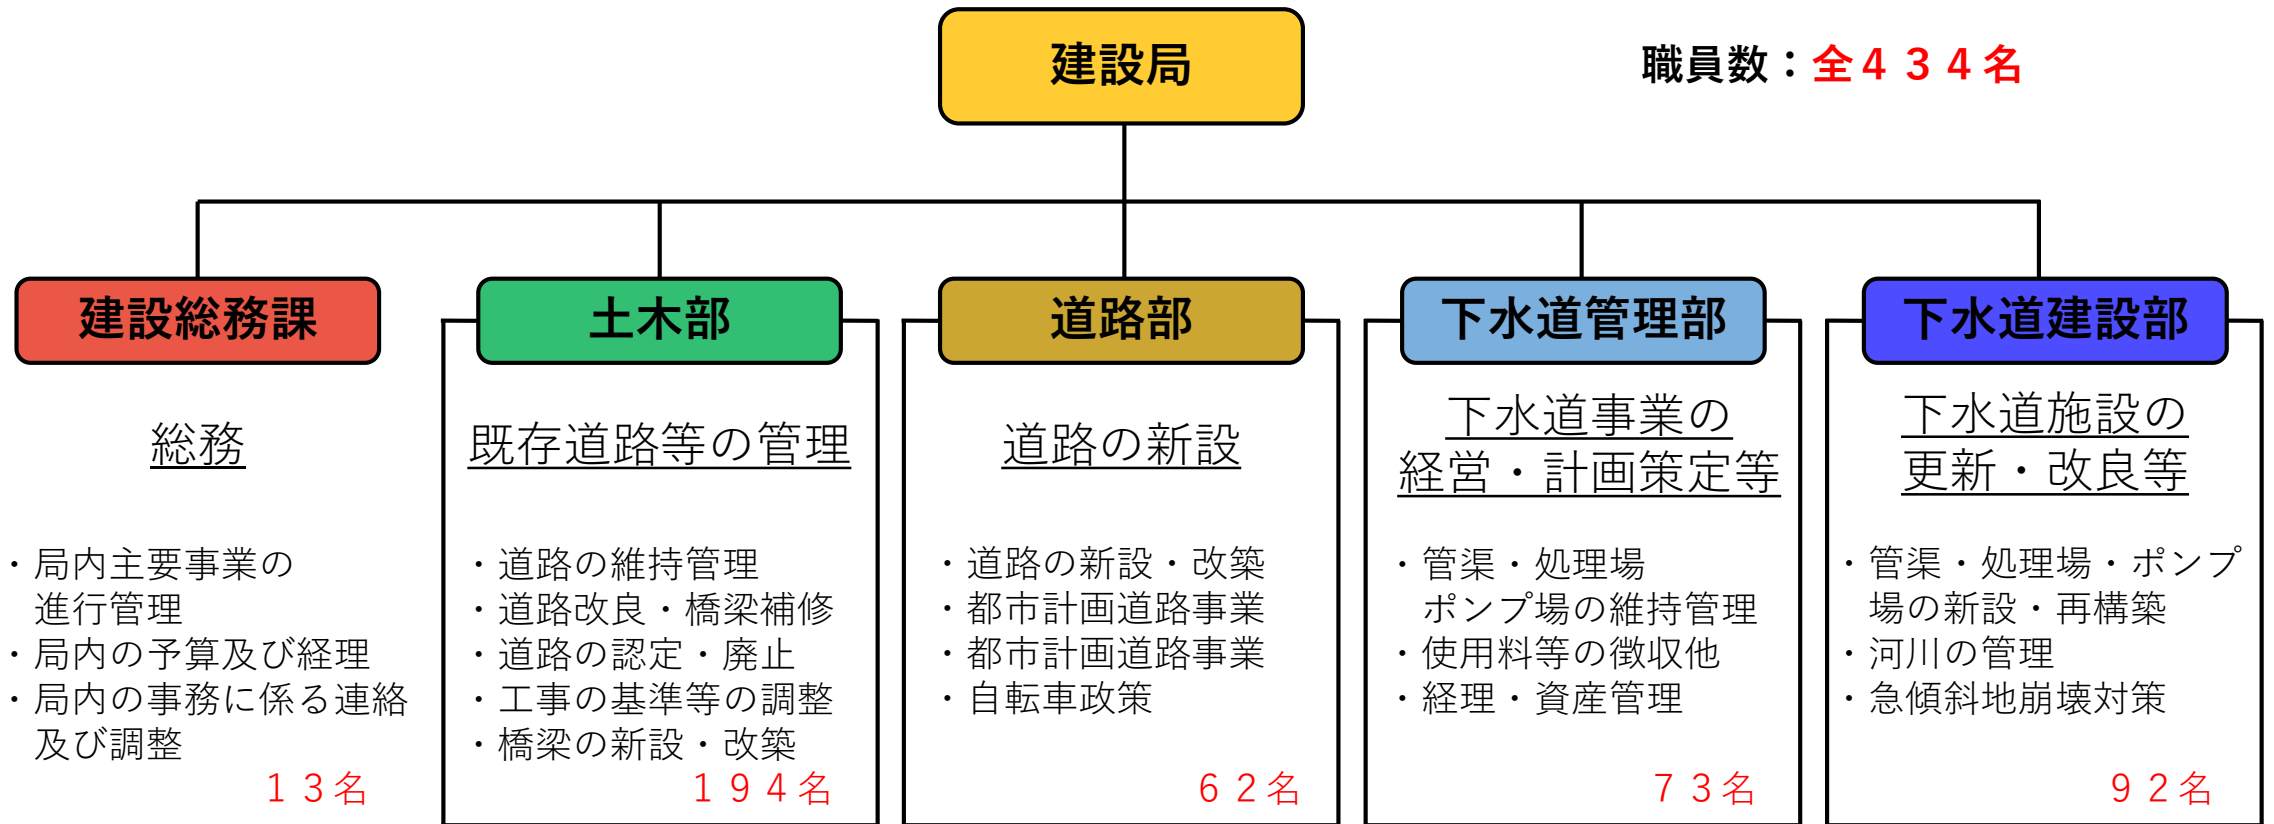 建設局
職員数：全４３４名
建設総務課
総務
・局内主要事業の
進行管理
・局内の予算及び経理
・局内の事務に係る連絡
及び調整
１３名
土木部
既存道路等の管理
・道路の維持管理
・道路改良・橋梁補修
・道路の認定・廃止
・工事の基準等の調整
・橋梁の新設・改築
１９４名
道路部
道路の新設
・道路の新設・改築
・都市計画道路事業
・都市計画道路事業
・自転車政策
６２名
下水道管理部
下水道事業の
経営・計画策定等
・管渠・処理場
ポンプ場の維持管理
・使用料等の徴収他
・経理・資産管理
７３名
下水道建設部
下水道施設の
更新・改良等
・管渠・処理場・ポンプ
場の新設・再構築
・河川の管理
・急傾斜地崩壊対策
９２名